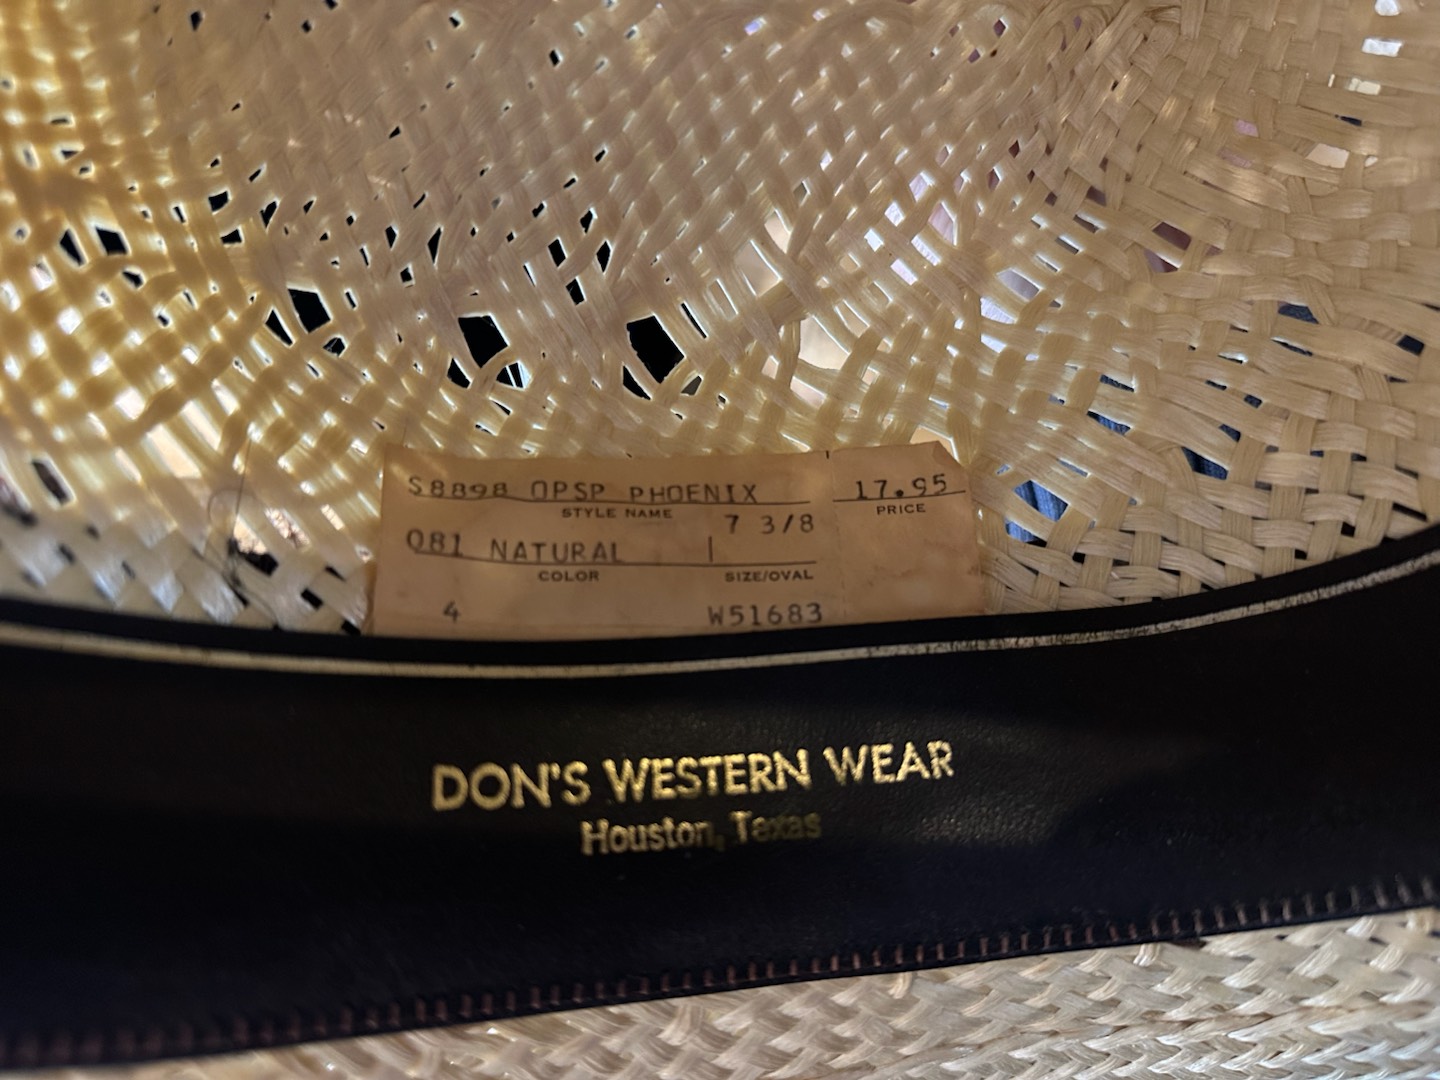 S8898 OPSP PHOENIX 17.95
STYLE NAME PRICE
7 3/8
Q81 NATURAL
COLOR SIZE/OVAL
4 W51683
DON'S WESTERN WEAR
Houston, Texas